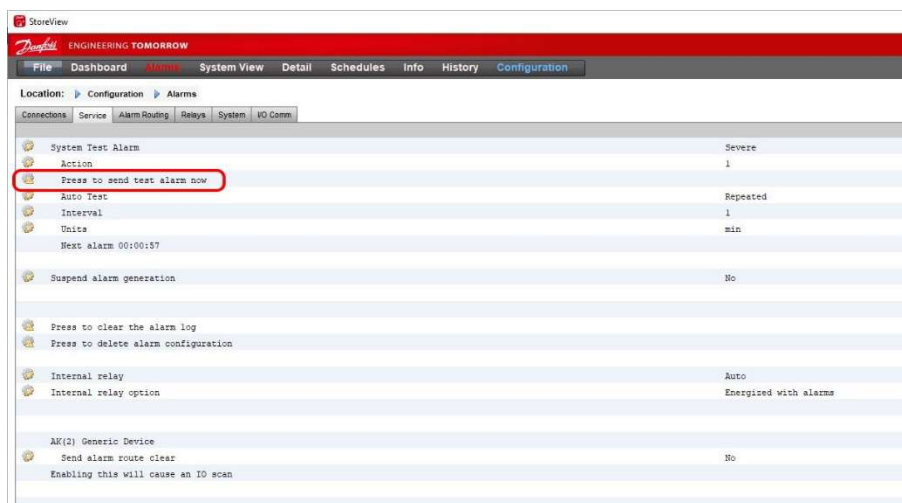 StoreView
Danfoss ENGINEERING TOMORROW
File Dashboard Alarms System View Detail Schedules Info History Configuration
Location: Configuration Alarms
Connections Service Alarm Routing Relays System I/O Comm
System Test Alarm Severe
Action 1
Press to send test alarm now
Auto Test Repeated
Interval 1
Units min
Next alarm 00:00:57
Suspend alarm generation No
Press to clear the alarm log
Press to delete alarm configuration
Internal relay Auto
Internal relay option Energized with alarms
AK(2) Generic Device
Send alarm route clear No
Enabling this will cause an IO scan